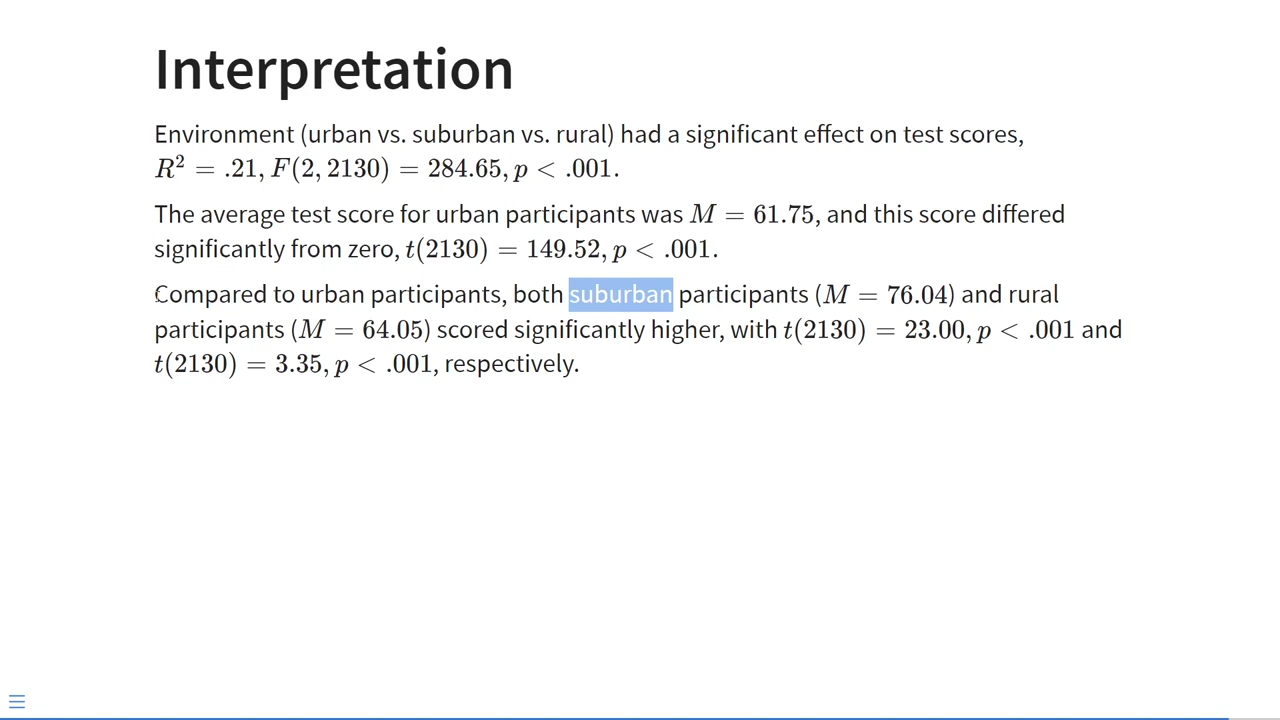 Interpretation
Environment (urban vs. suburban vs. rural) had a significant effect on test scores,
R² = .21, F(2, 2130) = 284.65, p < .001.
The average test score for urban participants was M = 61.75, and this score differed
significantly from zero, t(2130) = 149.52, p < .001.
Compared to urban participants, both suburban participants (M = 76.04) and rural
participants (M = 64.05) scored significantly higher, with t(2130) = 23.00, p < .001 and
t(2130) = 3.35, p < .001, respectively.